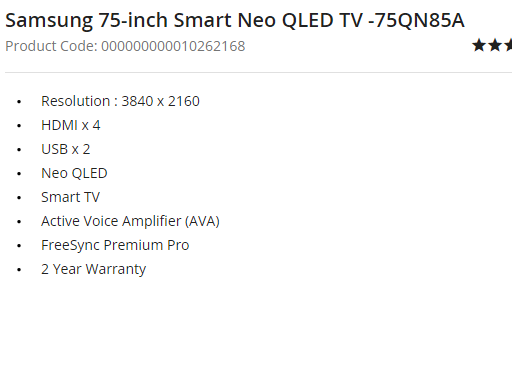 Samsung 75-inch Smart Neo QLED TV -75QN85A
Product Code: 000000000010262168
• Resolution : 3840 x 2160
• HDMI x 4
• USB x 2
• Neo QLED
• Smart TV
• Active Voice Amplifier (AVA)
• FreeSync Premium Pro
• 2 Year Warranty